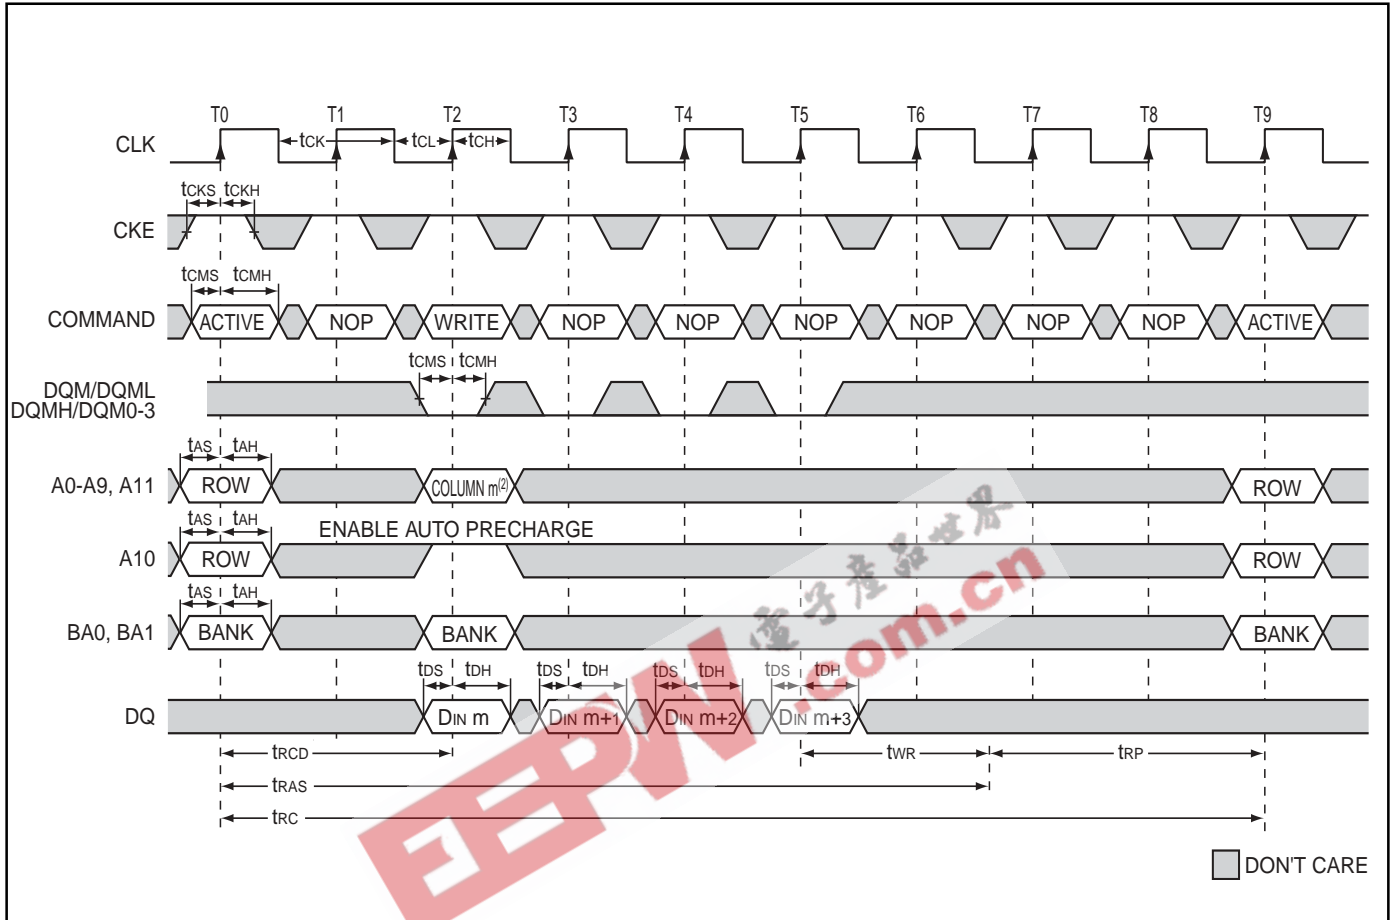 T0 T1 T2 T3 T4 T5 T6 T7 T8 T9
CLK tCK tCL tCH
tCKS tCKH
CKE
tCMS tCMH
COMMAND ACTIVE NOP WRITE NOP NOP NOP NOP NOP NOP ACTIVE
tCMS tCMH
DQM/DQML
DQMH/DQM0-3
tAS tAH
A0-A9, A11 ROW COLUMN m(2) ROW
tAS tAH ENABLE AUTO PRECHARGE
A10 ROW ROW
tAS tAH
BA0, BA1 BANK BANK BANK
tDS tDH tDS tDH tDS tDH tDS tDH
DQ DIN m DIN m+1 DIN m+2 DIN m+3
tRCD tWR tRP
tRAS
tRC
DON'T CARE
電子產品世界
EEPW.com.cn